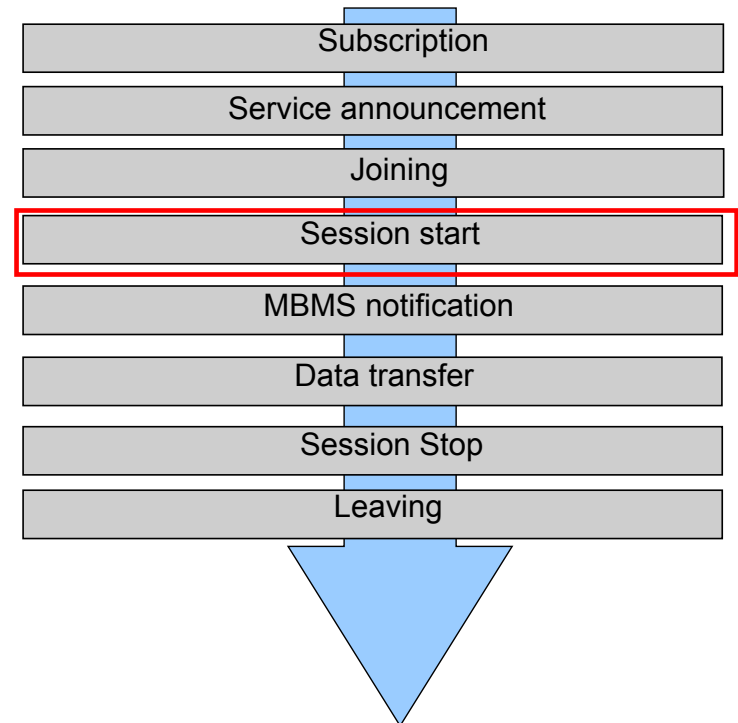 Subscription
Service announcement
Joining
Session start
MBMS notification
Data transfer
Session Stop
Leaving